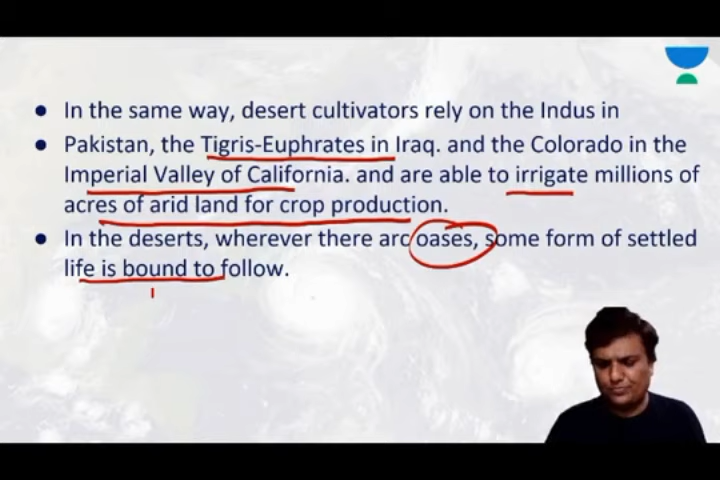 ● In the same way, desert cultivators rely on the Indus in
● Pakistan, the Tigris-Euphrates in Iraq. and the Colorado in the
Imperial Valley of California. and are able to irrigate millions of
acres of arid land for crop production.
● In the deserts, wherever there arc oases, some form of settled
life is bound to follow.